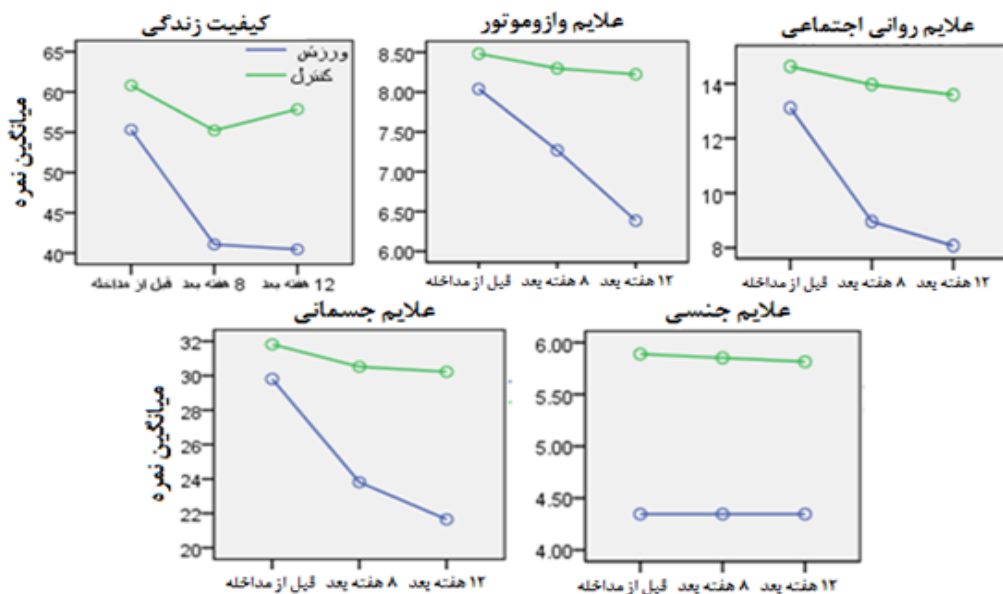 کیفیت زندگی
65
60
55
50
45
40
میانگین نمره
ورزش
کنترل
قبل از مداخله 8 هفته بعد 12 هفته بعد
علایم وازوموتور
8.50
8.00
7.50
7.00
6.50
6.00
قبل از مداخله ۸ هفته بعد ۱۲ هفته بعد
علایم روانی اجتماعی
14
12
10
8
قبل از مداخله ۸ هفته بعد ۱۲ هفته بعد
علایم جسمانی
32
30
28
26
24
22
20
میانگین نمره
قبل از مداخله ۸ هفته بعد ۱۲ هفته بعد
علایم جنسی
6.00
5.50
5.00
4.50
4.00
قبل از مداخله ۸ هفته بعد ۱۲ هفته بعد